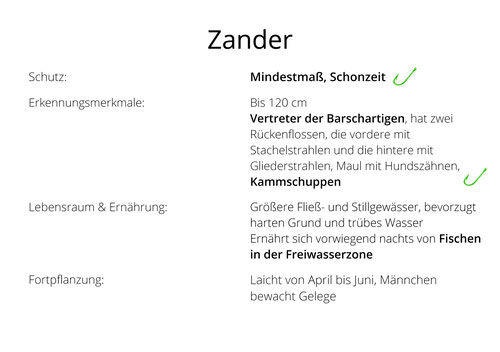 Zander
Schutz:
Mindestmaß, Schonzeit
Erkennungsmerkmale:
Bis 120 cm
Vertreter der Barschartigen, hat zwei
Rückenflossen, die vordere mit
Stachelstrahlen und die hintere mit
Gliederstrahlen, Maul mit Hundszähnen,
Kammschuppen
Lebensraum & Ernährung:
Größere Fließ- und Stillgewässer, bevorzugt
harten Grund und trübes Wasser
Ernährt sich vorwiegend nachts von Fischen
in der Freiwasserzone
Fortpflanzung:
Laicht von April bis Juni, Männchen
bewacht Gelege